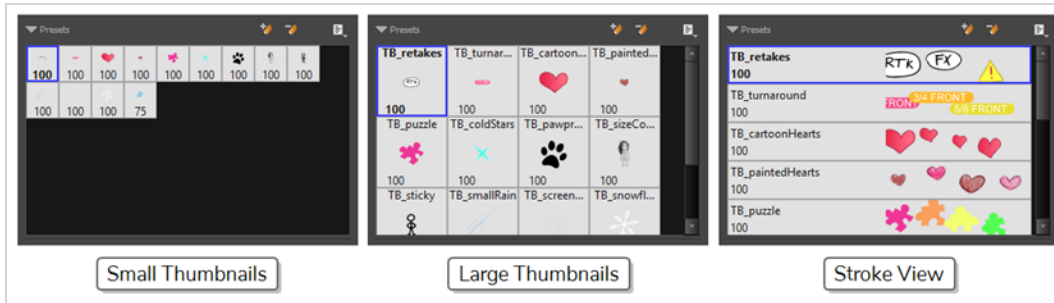 Presets
100 100 100 100 100 100 100 100 100
100 100 100 75
Small Thumbnails
Presets
TB_retakes TB_turnar... TB_cartoon... TB_painted...
RTK
100 100 100 100
TB_puzzle TB_coldStars TB_pawpr... TB_sizeCo...
100 100 100 100
TB_sticky TB_smallRain TB_screen... TB_snowfl...
Large Thumbnails
Presets
TB_retakes
100
RTK FX
TB_turnaround
100
FRONT 3/4 FRONT 5/8 FRONT
TB_cartoonHearts
100
TB_paintedHearts
100
TB_puzzle
100
Stroke View